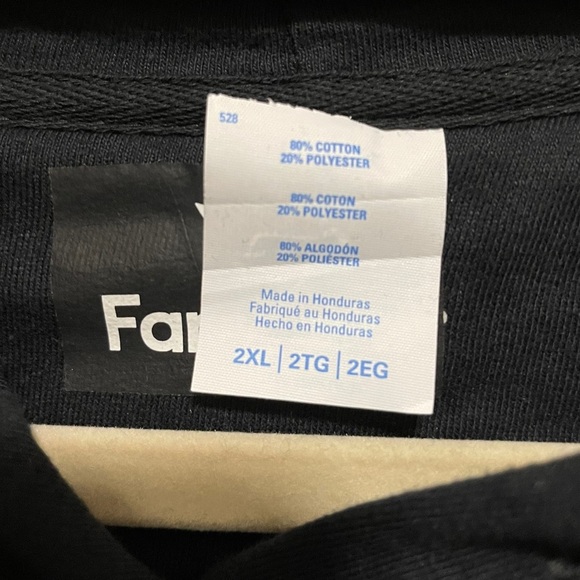 528
80% COTTON
20% POLYESTER
80% COTON
20% POLYESTER
80% ALGODÓN
20% POLIÉSTER
Made in Honduras
Fabriqué au Honduras
Hecho en Honduras
2XL | 2TG | 2EG